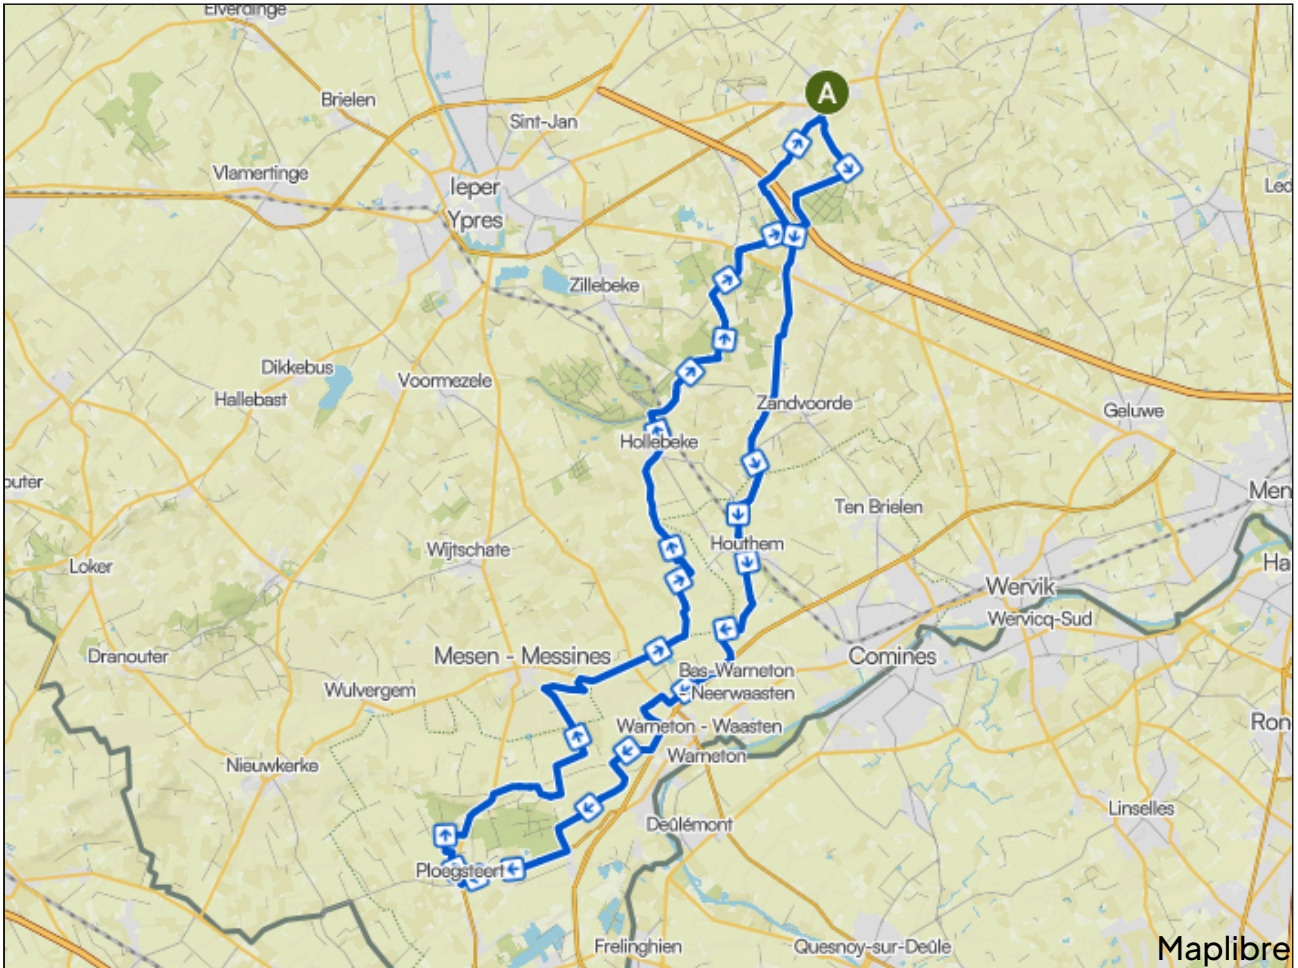 Elverdinge
A
Brielen
Sint-Jan
Vlamertinge
Ieper
Ypres
Led
Zillebeke
Dikkebus
Voormezele
Hallebast
Zandvoorde
Geluwe
Hollebeke
outer
Men
Ten Brielen
Wijtschate
Houthem
Loker
Ha
Wervik
Wervicq-Sud
Dranouter
Mesen - Messines
Comines
Bas-Warneton
Wulvergem
- Neerwaasten
Warneton - Waasten
Ron
Warneton
Nieuwkerke
Linselles
Deûlémont
Ploegsteert
Frelinghien
Quesnoy-sur-Deûle
Maplibre